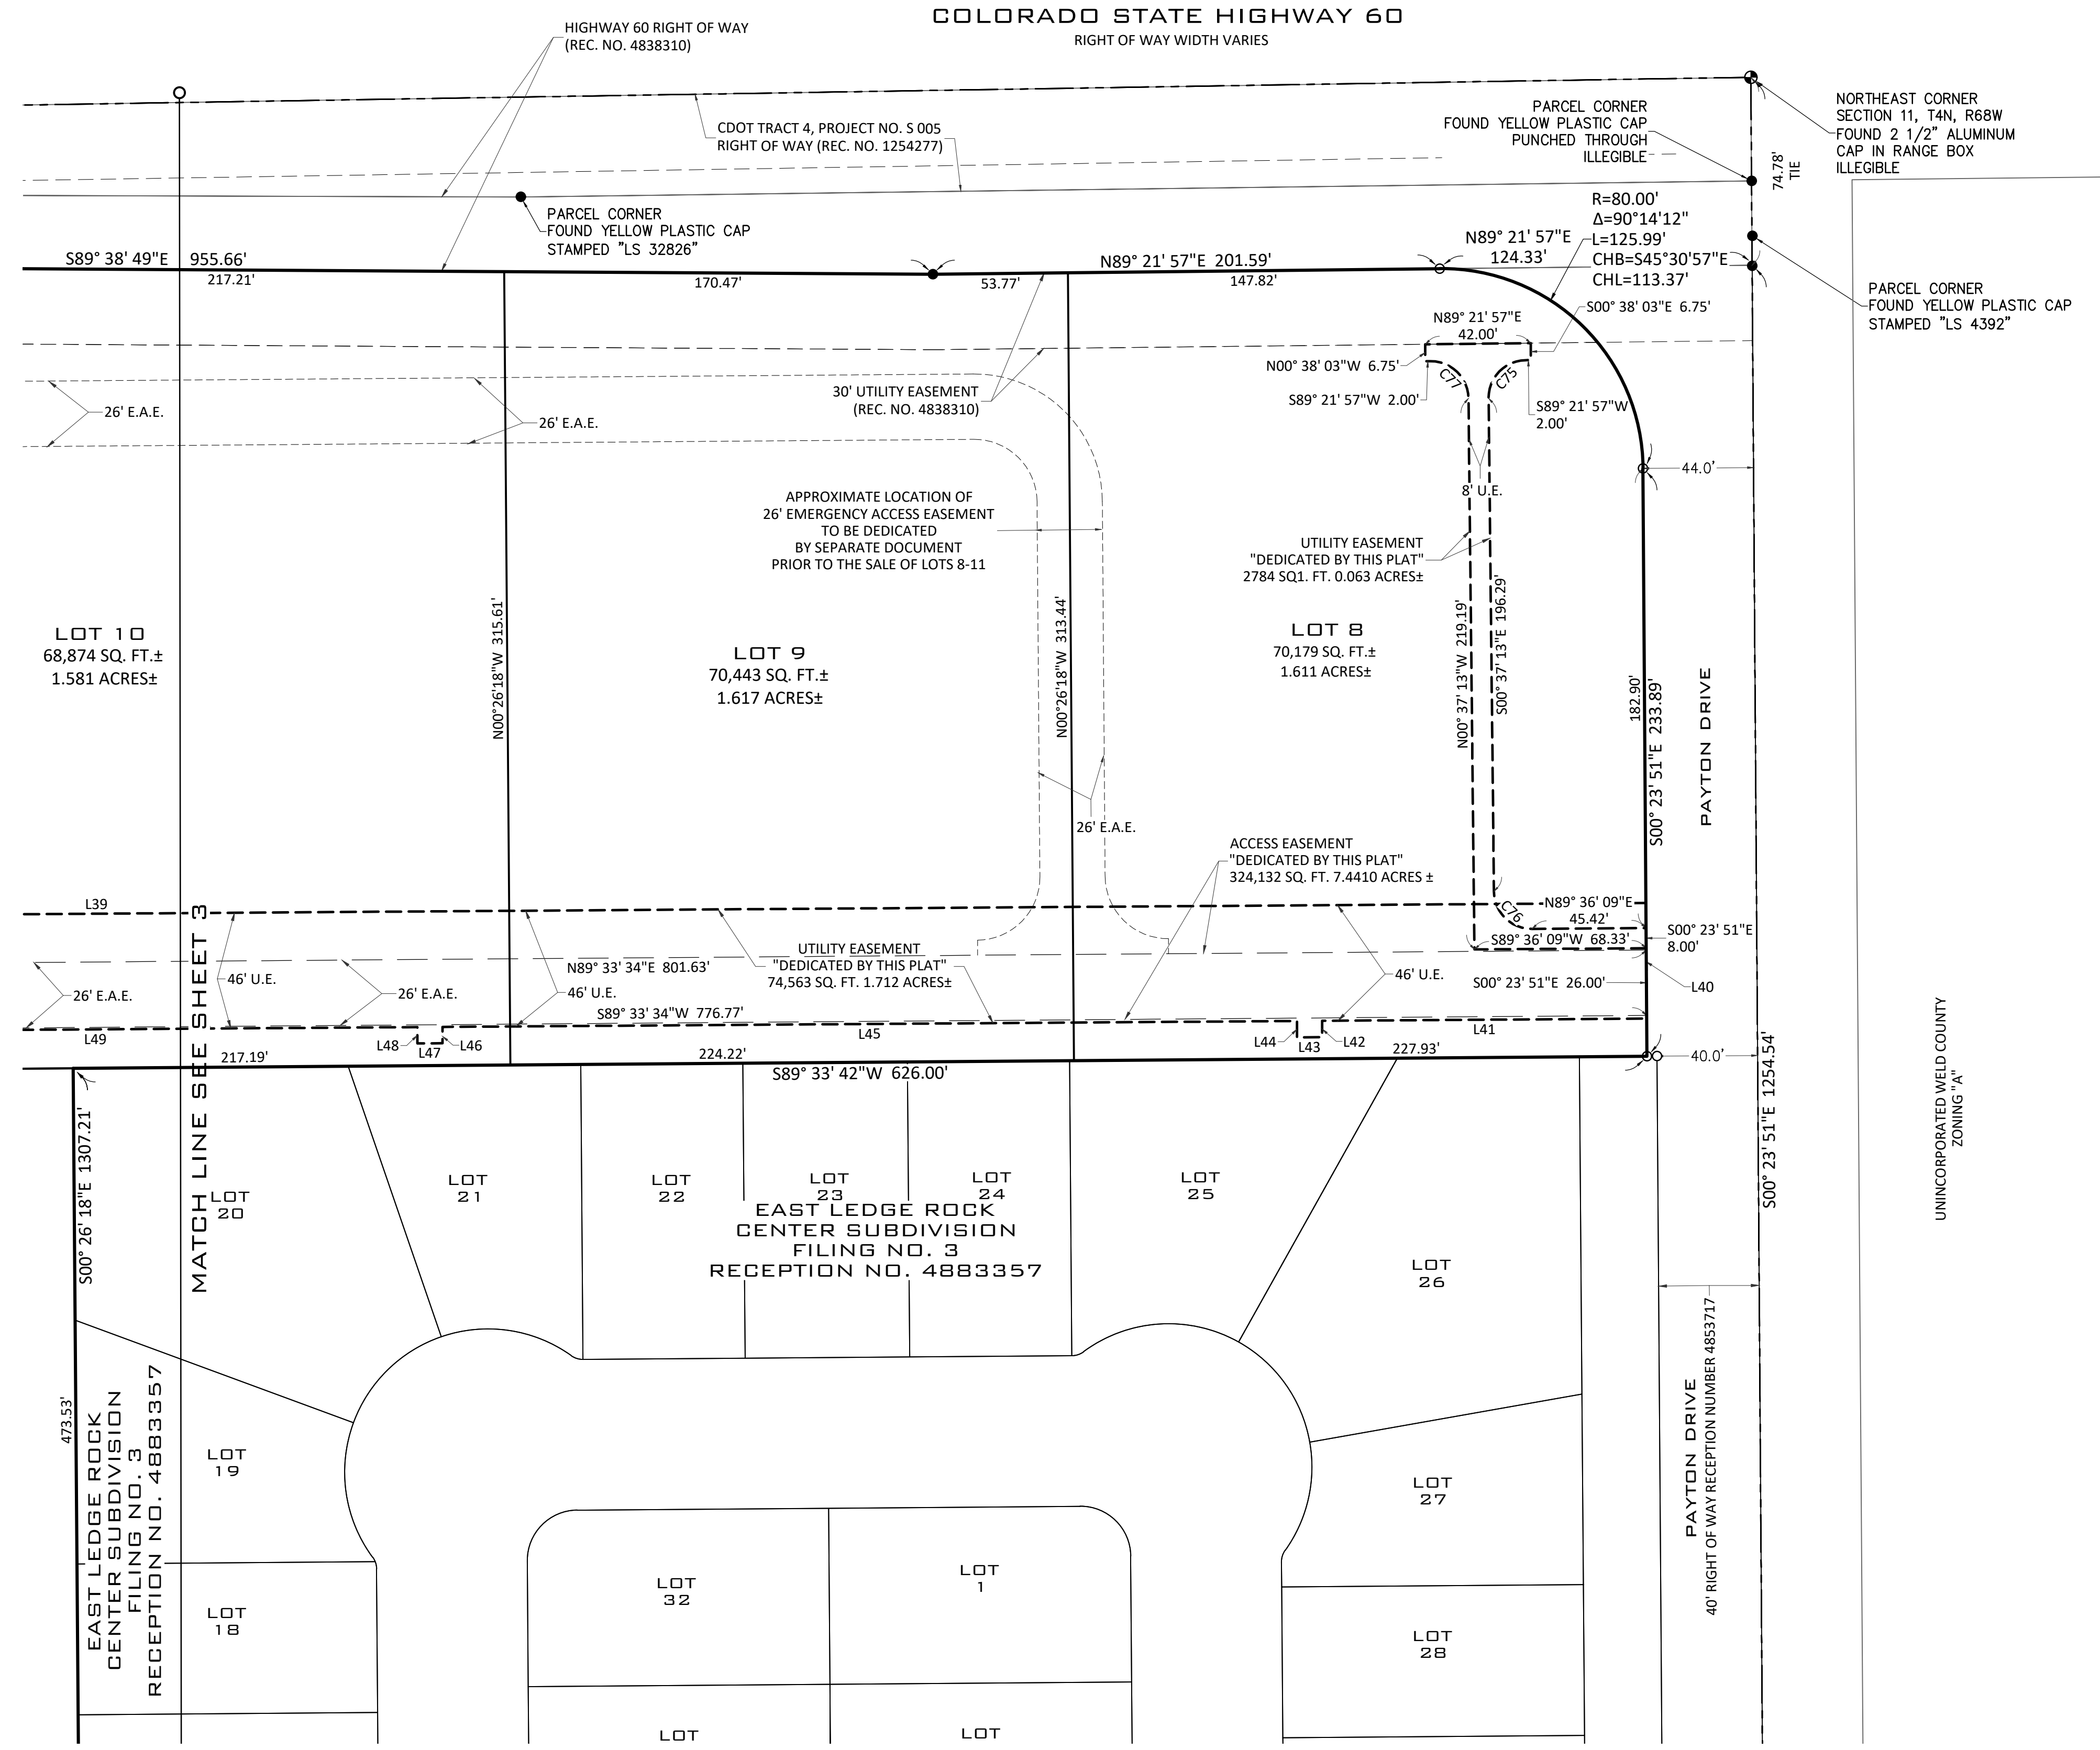 COLORADO STATE HIGHWAY 60
RIGHT OF WAY WIDTH VARIES
HIGHWAY 60 RIGHT OF WAY
(REC. NO. 4838310)
CDOT TRACT 4, PROJECT NO. S 005
RIGHT OF WAY (REC. NO. 1254277)
PARCEL CORNER
FOUND YELLOW PLASTIC CAP
PUNCHED THROUGH
ILLEGIBLE
NORTHEAST CORNER
SECTION 11, T4N, R68W
FOUND 2 1/2" ALUMINUM
CAP IN RANGE BOX
ILLEGIBLE
74.78'
TIE
PARCEL CORNER
FOUND YELLOW PLASTIC CAP
STAMPED "LS 32826"
R=80.00'
Δ=90°14'12"
L=125.99'
CHB=S45°30'57"E
CHL=113.37'
N89° 21' 57"E
124.33'
S89° 38' 49"E 955.66'
217.21'
170.47'
53.77'
N89° 21' 57"E 201.59'
147.82'
PARCEL CORNER
FOUND YELLOW PLASTIC CAP
STAMPED "LS 4392"
S00° 38' 03"E 6.75'
N89° 21' 57"E
42.00'
N00° 38' 03"W 6.75'
S89° 21' 57"W 2.00'
C77
C75
S89° 21' 57"W
2.00'
26' E.A.E.
26' E.A.E.
30' UTILITY EASEMENT
(REC. NO. 4838310)
44.0'
8' U.E.
APPROXIMATE LOCATION OF
26' EMERGENCY ACCESS EASEMENT
TO BE DEDICATED
BY SEPARATE DOCUMENT
PRIOR TO THE SALE OF LOTS 8-11
UTILITY EASEMENT
"DEDICATED BY THIS PLAT"
2784 SQ1. FT. 0.063 ACRES±
LOT 10
68,874 SQ. FT.±
1.581 ACRES±
N00°26'18"W 315.61'
LOT 9
70,443 SQ. FT.±
1.617 ACRES±
N00°26'18"W 313.44'
LOT 8
70,179 SQ. FT.±
1.611 ACRES±
N00° 37' 13"W 219.19'
S00° 37' 13"E 196.29'
182.90'
S00° 23' 51"E 233.89'
PAYTON DRIVE
26' E.A.E.
ACCESS EASEMENT
"DEDICATED BY THIS PLAT"
324,132 SQ. FT. 7.4410 ACRES ±
L39
C76
N89° 36' 09"E
45.42'
S89° 36' 09"W 68.33'
S00° 23' 51"E
8.00'
UTILITY EASEMENT
"DEDICATED BY THIS PLAT"
74,563 SQ. FT. 1.712 ACRES±
N89° 33' 34"E 801.63'
26' E.A.E.
46' U.E.
26' E.A.E.
46' U.E.
46' U.E.
S00° 23' 51"E 26.00'
L40
S89° 33' 34"W 776.77'
L49
L48
L47
L46
L45
L44
L43
L42
L41
217.19'
224.22'
227.93'
40.0'
S89° 33' 42"W 626.00'
MATCH LINE SEE SHEET 3
S00° 26' 18"E 1307.21'
S00° 23' 51"E 1254.54'
UNINCORPORATED WELD COUNTY
ZONING "A"
LOT
20
LOT
21
LOT
22
LOT
23
LOT
24
LOT
25
EAST LEDGE ROCK
CENTER SUBDIVISION
FILING NO. 3
RECEPTION NO. 4883357
LOT
26
473.53'
EAST LEDGE ROCK
CENTER SUBDIVISION
FILING NO. 3
RECEPTION NO. 4883357
LOT
19
LOT
27
PAYTON DRIVE
40' RIGHT OF WAY RECEPTION NUMBER 4853717
LOT
18
LOT
32
LOT
1
LOT
28
LOT
LOT